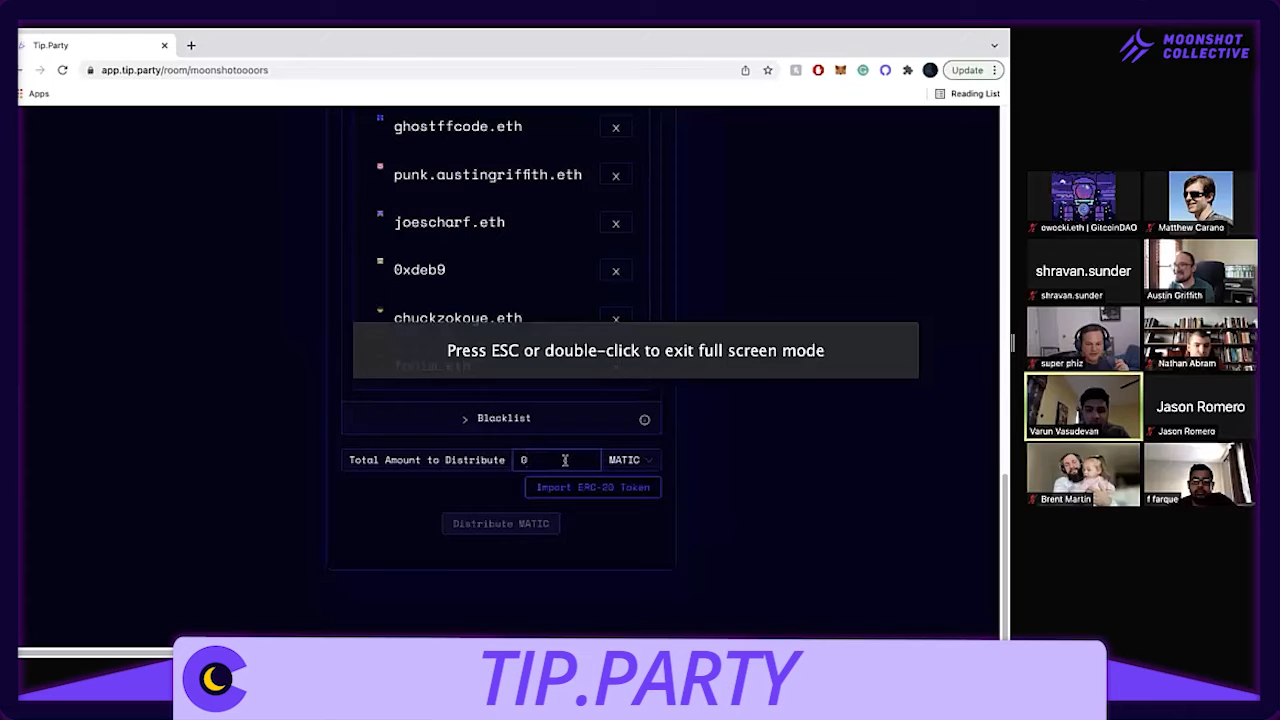 Tip.Party
MOONSHOT
COLLECTIVE
app.tip.party/room/moonshotoooors
Update
Apps
Reading List
ghostffcode.eth
x
punk.austingriffith.eth
x
joescharf.eth
x
0xdeb9
x
chuckzokoue.eth
x
Press ESC or double-click to exit full screen mode
Blacklist
Total Amount to Distribute
0
MATIC
Import ERC-20 Token
Distribute MATIC
owocki.eth | GitcoinDAO
Matthew Carano
shravan.sunder
shravan.sunder
Austin Griffith
super phiz
Nathan Abram
Varun Vasudevan
Jason Romero
Jason Romero
Brent Martin
f farque
TIP.PARTY